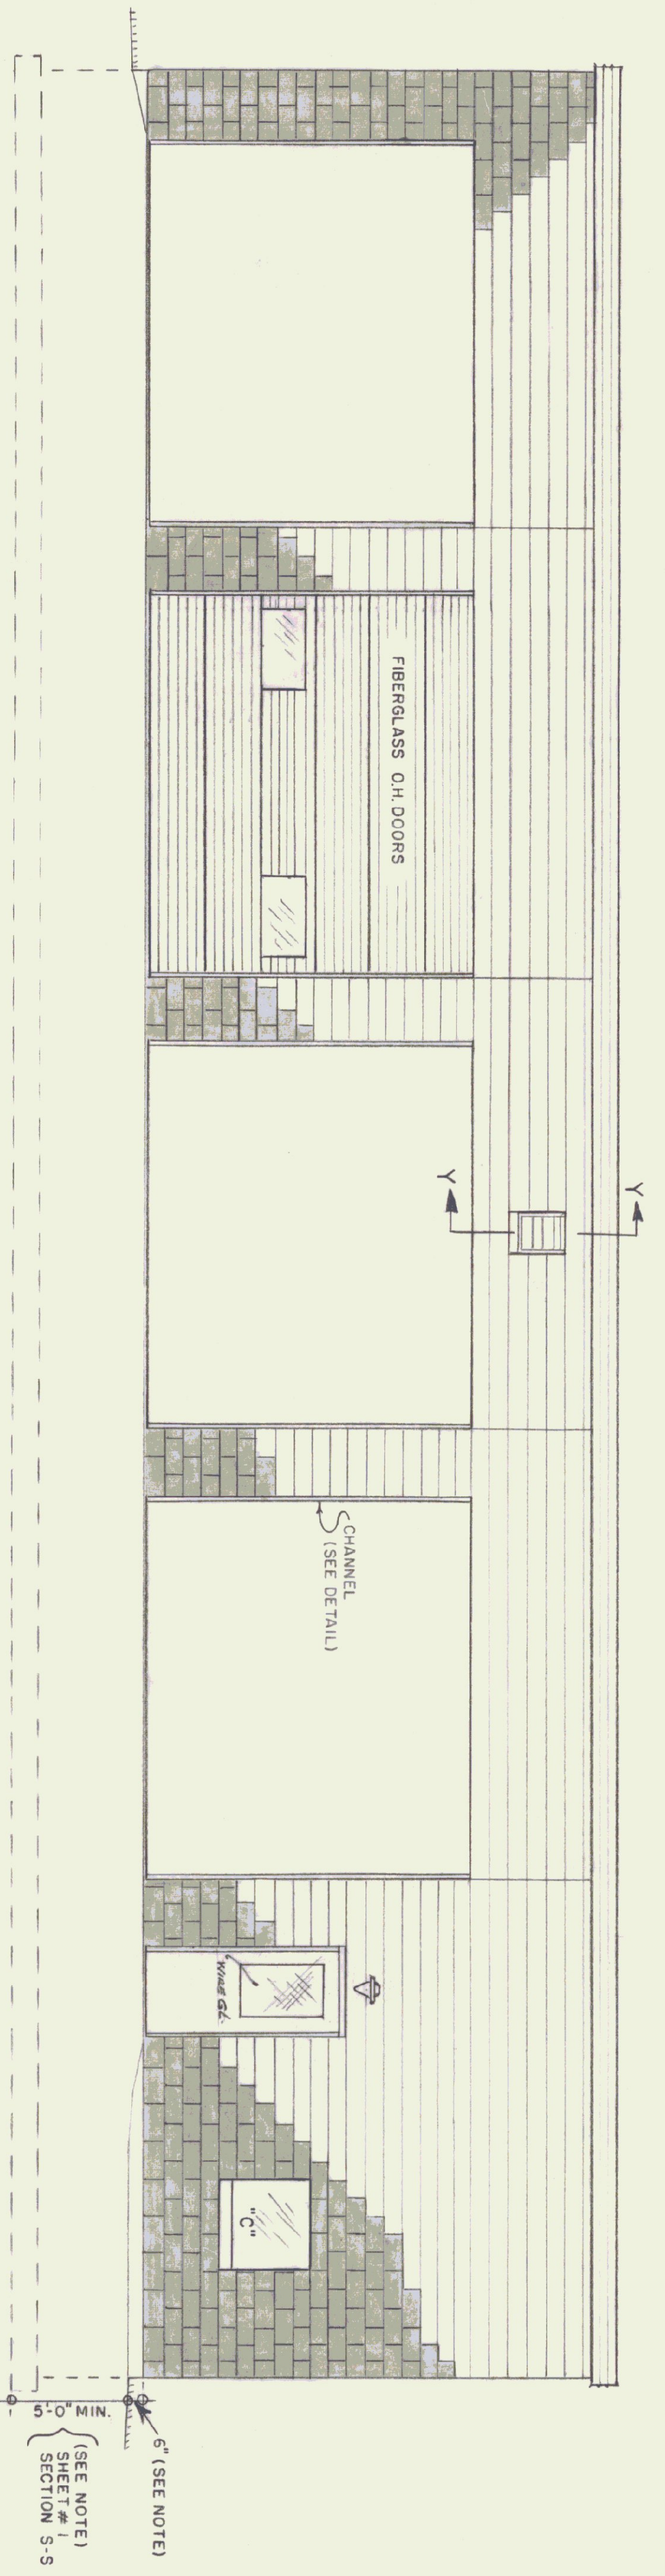 FIBERGLASS O.H. DOORS
Y
Y
CHANNEL
(SEE DETAIL)
WIRE GL.
"C"
6" (SEE NOTE)
5'-0" MIN.
(SEE NOTE)
SHEET # 1
SECTION S-S